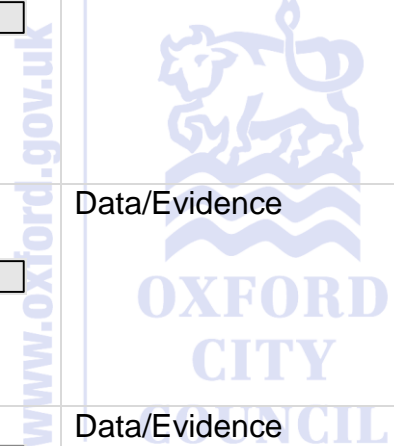 www.oxford.gov.uk
Data/Evidence
OXFORD
CITY
COUNCIL
Data/Evidence